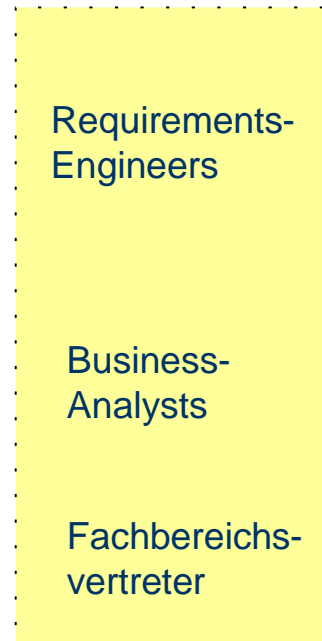 Requirements-
Engineers
Business-
Analysts
Fachbereichs-
vertreter